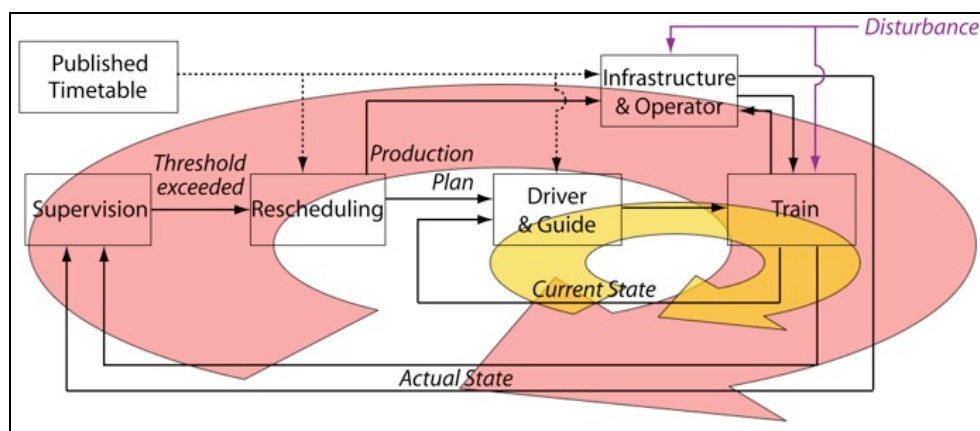 Disturbance
Published
Timetable
Infrastructure
& Operator
Threshold
exceeded
Production
Plan
Supervision
Rescheduling
Driver
& Guide
Train
Current State
Actual State